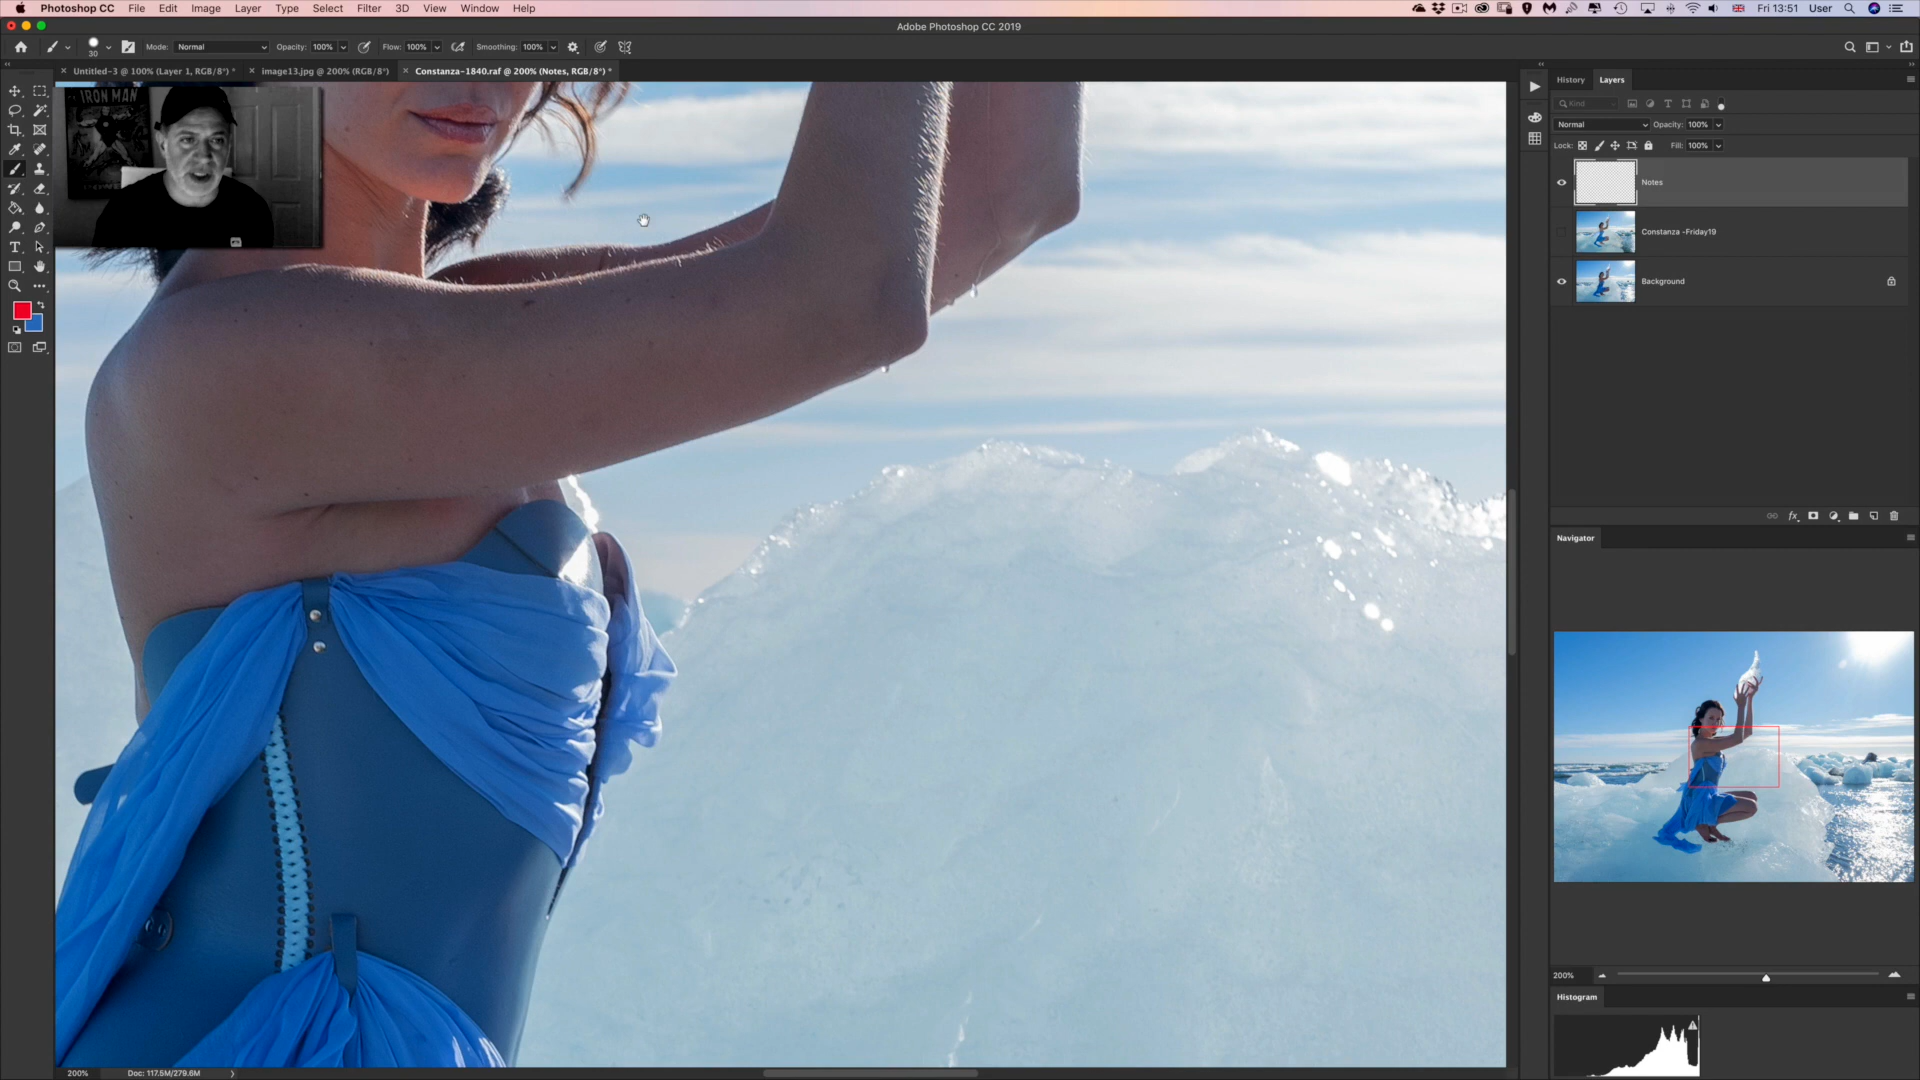 Photoshop CC File Edit Image Layer Type Select Filter 3D View Window Help Fri 13:51 User
Adobe Photoshop CC 2019
30 Mode: Normal Opacity: 100% Flow: 100% Smoothing: 100%
× Untitled-3 @ 100% (Layer 1, RGB/8*) * × image13.jpg @ 200% (RGB/8*) × Constanza-1840.raf @ 200% (Notes, RGB/8*) *
IRON MAN
History Layers
Kind
Normal Opacity: 100%
Lock: Fill: 100%
Notes
Constanza -Friday19
Background
fx
Navigator
200%
Histogram
200% Doc: 117.5M/279.6M